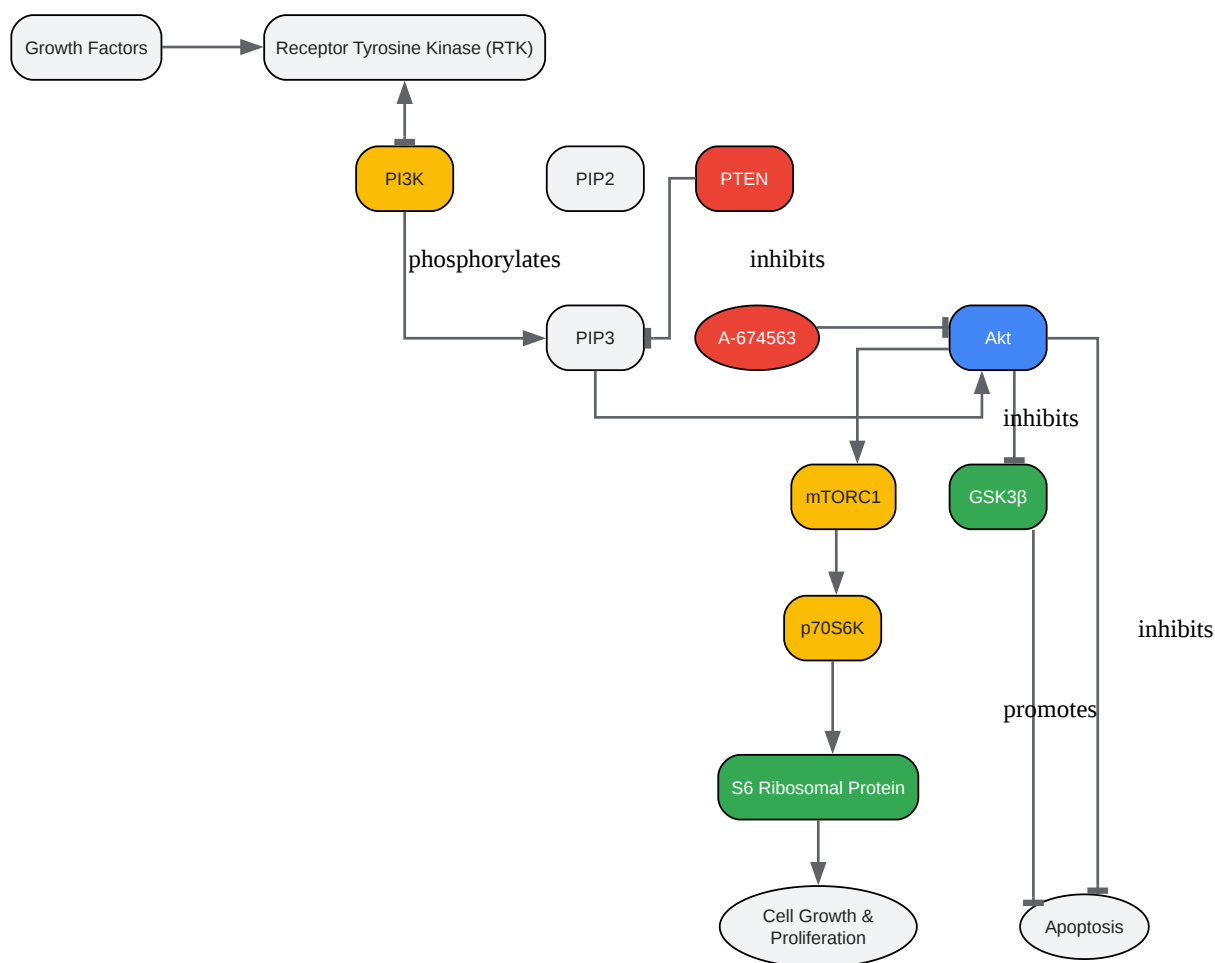 Growth Factors
Receptor Tyrosine Kinase (RTK)
PI3K
PIP2
PTEN
phosphorylates
inhibits
PIP3
A-674563
Akt
inhibits
mTORC1
GSK3β
p70S6K
inhibits
promotes
S6 Ribosomal Protein
Cell Growth &
Proliferation
Apoptosis